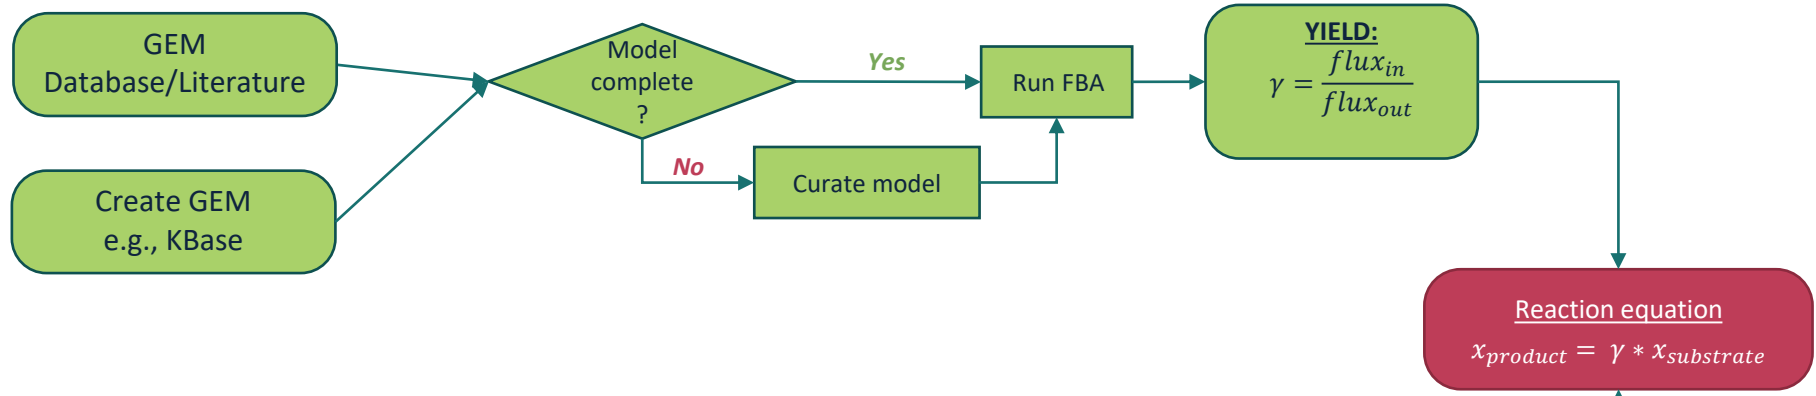 GEM
Database/Literature
Create GEM
e.g., KBase
Model
complete
?
Yes
No
Curate model
Run FBA
YIELD:
γ = flux_in / flux_out
Reaction equation
x_product = γ * x_substrate